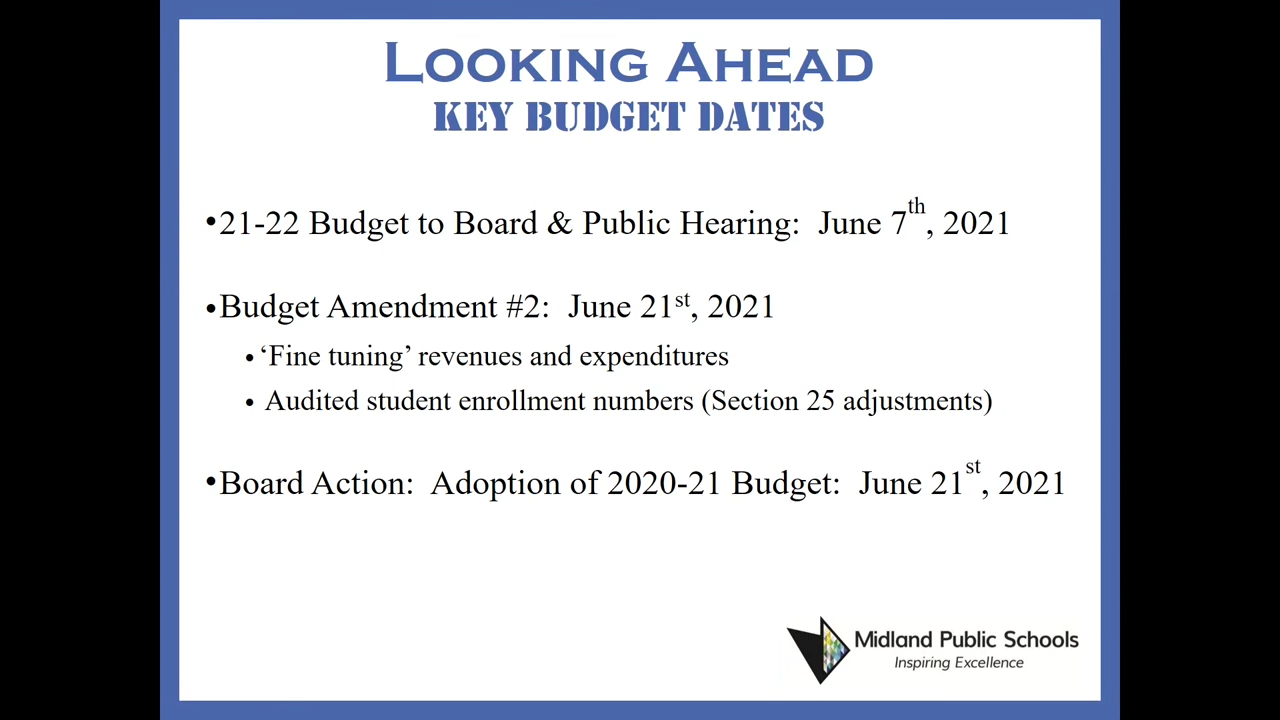 LOOKING AHEAD
KEY BUDGET DATES
•21-22 Budget to Board & Public Hearing: June 7th, 2021
•Budget Amendment #2: June 21st, 2021
• ‘Fine tuning’ revenues and expenditures
• Audited student enrollment numbers (Section 25 adjustments)
•Board Action: Adoption of 2020-21 Budget: June 21st, 2021
Midland Public Schools
Inspiring Excellence